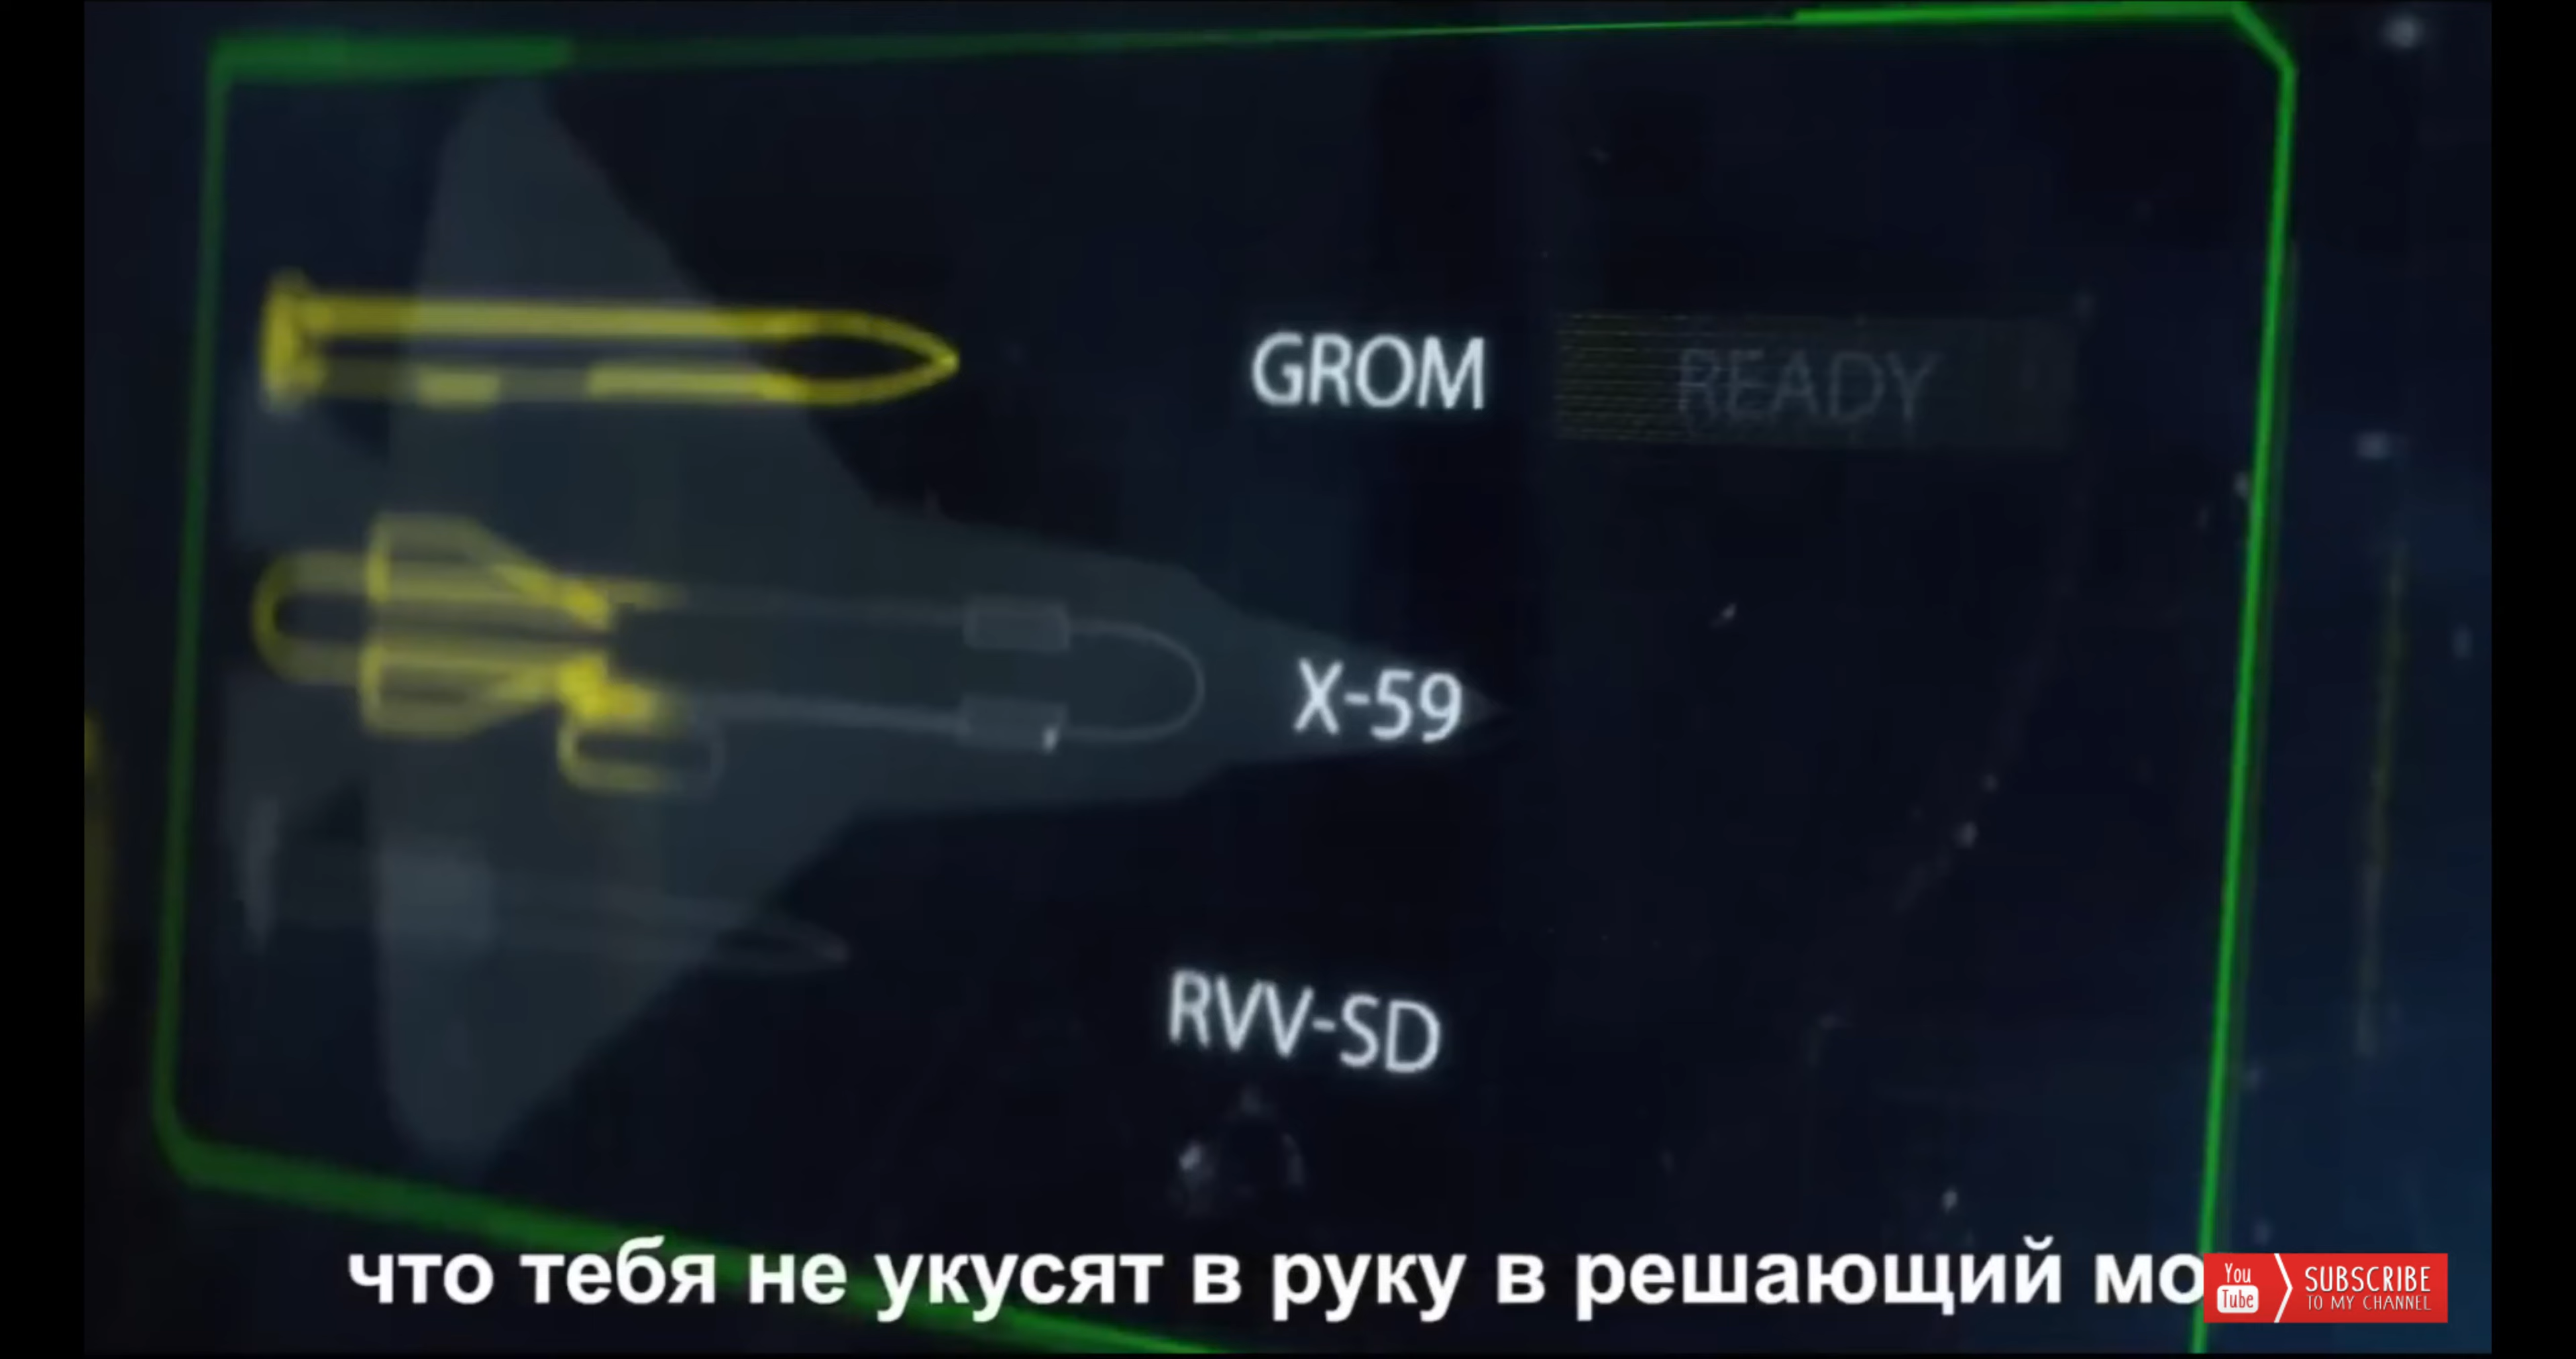 GROM READY
X-59
RVV-SD
что тебя не укусят в руку в решающий мо
You
Tube
SUBSCRIBE
TO MY CHANNEL